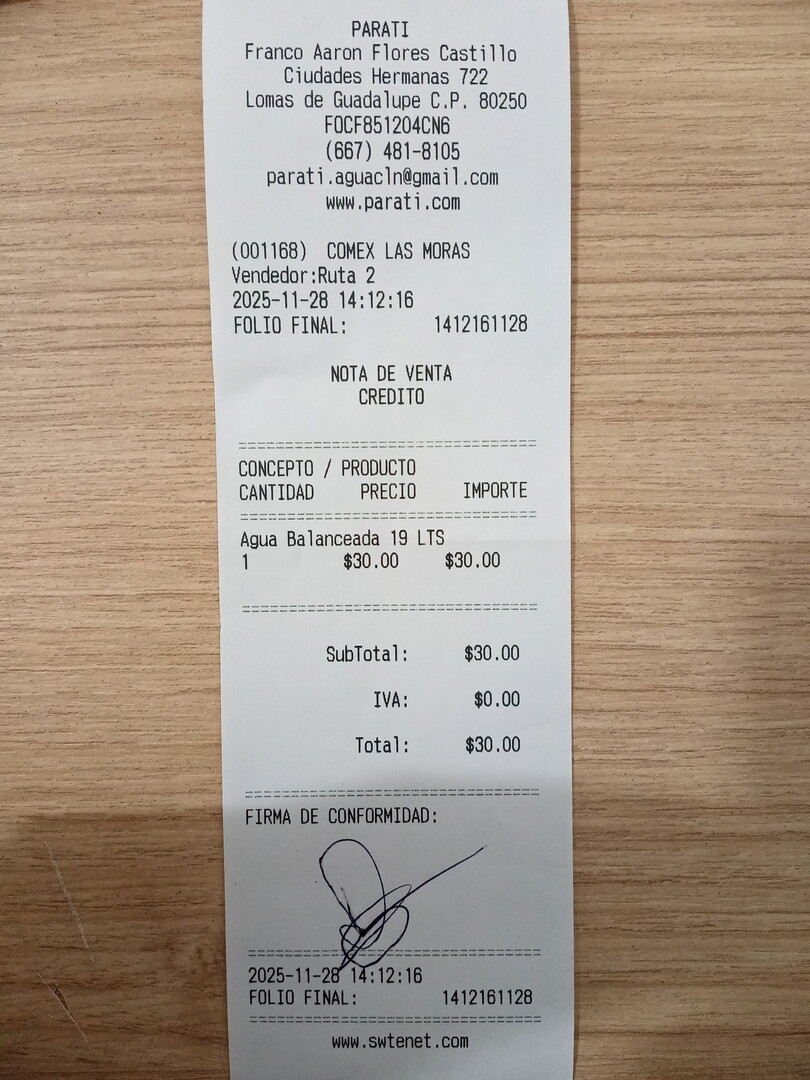 PARATI
Franco Aaron Flores Castillo
Ciudades Hermanas 722
Lomas de Guadalupe C.P. 80250
FOCF851204CN6
(667) 481-8105
parati.aguacln@gmail.com
www.parati.com
(001168) COMEX LAS MORAS
Vendedor:Ruta 2
2025-11-28 14:12:16
FOLIO FINAL: 1412161128
NOTA DE VENTA
CREDITO
CONCEPTO / PRODUCTO
CANTIDAD PRECIO IMPORTE
Agua Balanceada 19 LTS
1 $30.00 $30.00
SubTotal: $30.00
IVA: $0.00
Total: $30.00
FIRMA DE CONFORMIDAD:
2025-11-28 14:12:16
FOLIO FINAL: 1412161128
www.swtenet.com